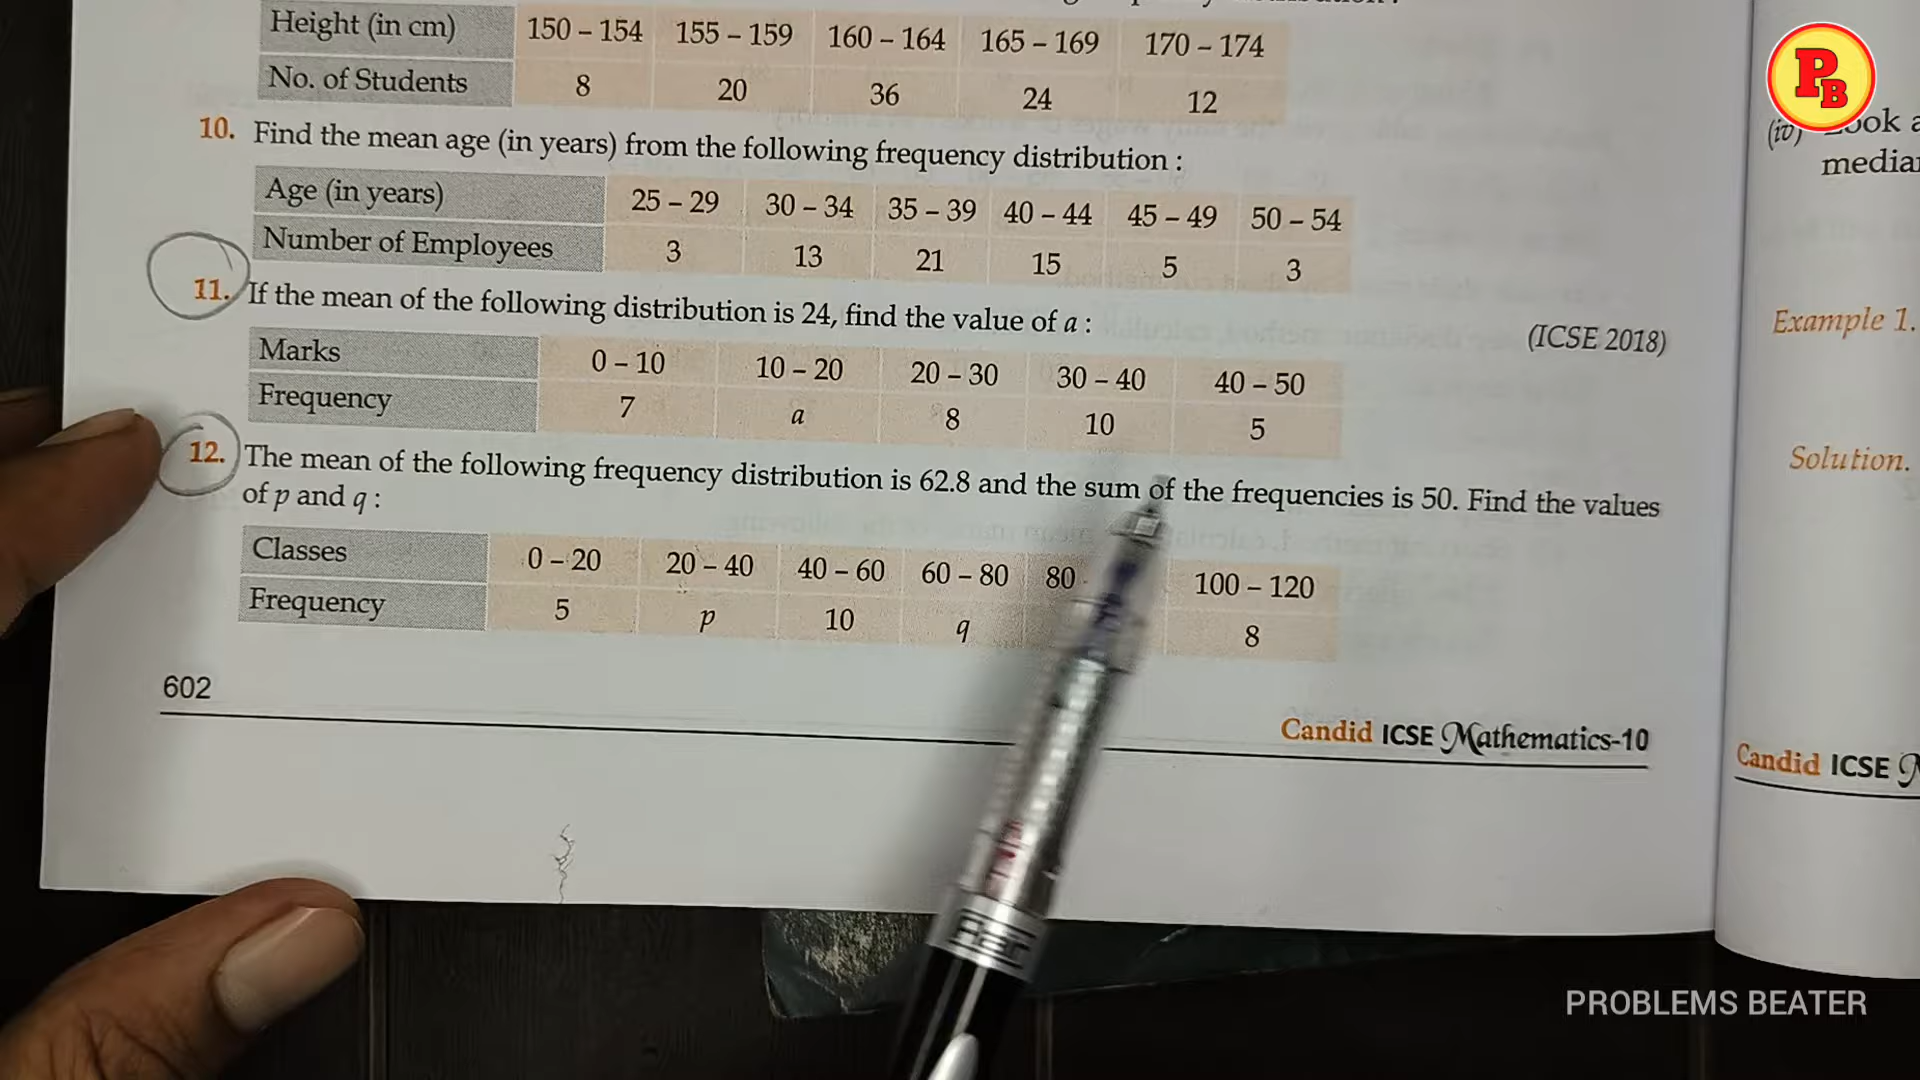 Height (in cm) 150 – 154 155 – 159 160 – 164 165 – 169 170 – 174
No. of Students 8 20 36 24 12
10. Find the mean age (in years) from the following frequency distribution :
Age (in years) 25 – 29 30 – 34 35 – 39 40 – 44 45 – 49 50 – 54
Number of Employees 3 13 21 15 5 3
11. If the mean of the following distribution is 24, find the value of a : (ICSE 2018)
Marks 0 – 10 10 – 20 20 – 30 30 – 40 40 – 50
Frequency 7 a 8 10 5
12. The mean of the following frequency distribution is 62.8 and the sum of the frequencies is 50. Find the values
of p and q :
Classes 0 – 20 20 – 40 40 – 60 60 – 80 80 100 – 120
Frequency 5 p 10 q 8
602
Candid ICSE Mathematics-10
PB
(iv)
Example 1.
Solution.
Candid ICSE
Flair
PROBLEMS BEATER